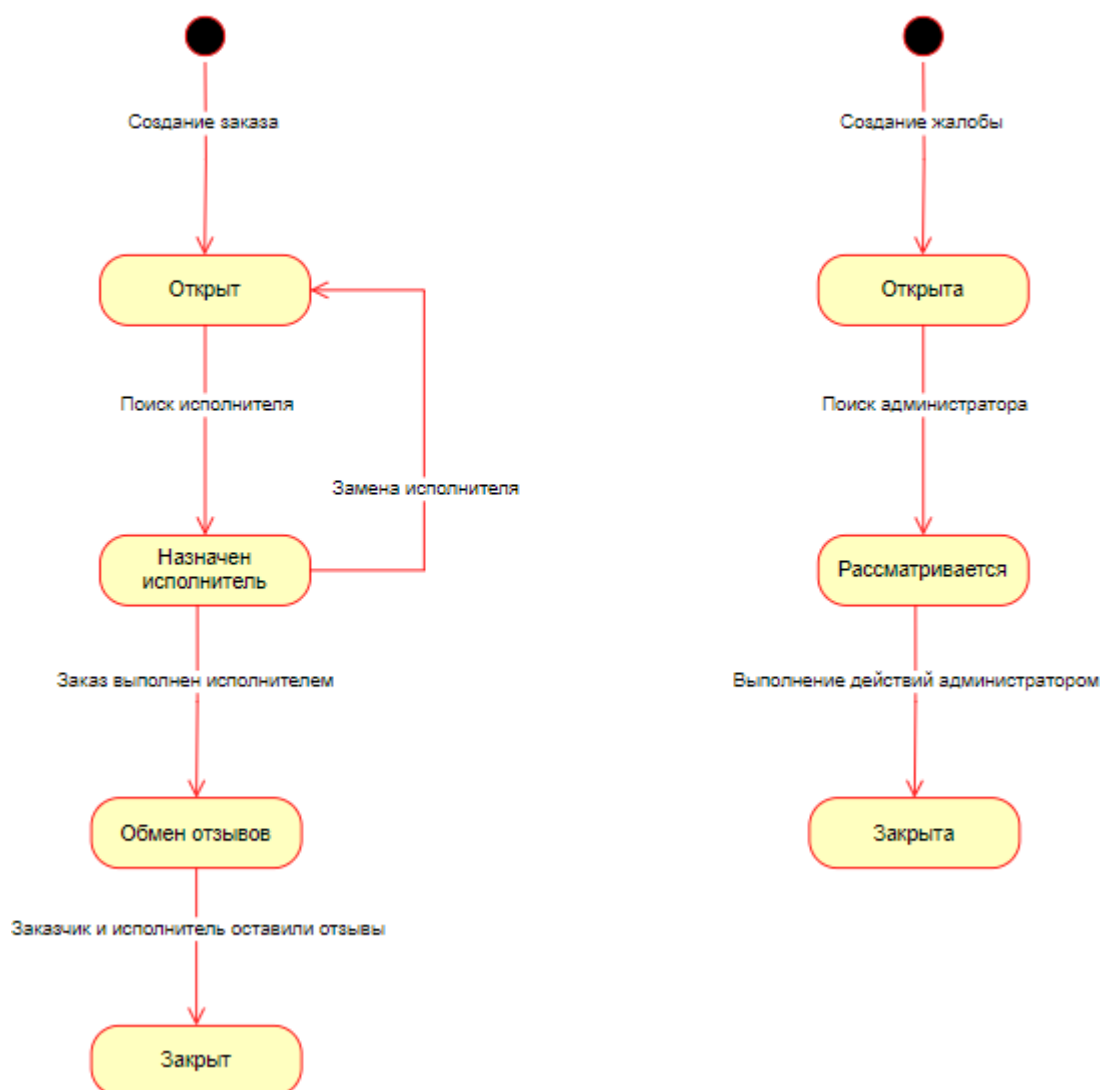 Создание заказа
Открыт
Поиск исполнителя
Замена исполнителя
Назначен
исполнитель
Заказ выполнен исполнителем
Обмен отзывов
Заказчик и исполнитель оставили отзывы
Закрыт
Создание жалобы
Открыта
Поиск администратора
Рассматривается
Выполнение действий администратором
Закрыта